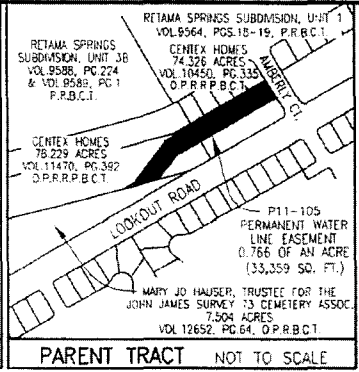 RETAMA SPRINGS SUBDIVISION, UNIT 1
VOL.9564, PGS.18-19, P.R.B.C.T.
RETAMA SPRINGS
SUBDIVISION, UNIT 3B
VOL.9588, PG.224
& VOL.9589, PG 1
P.R.B.C.T.
CENTEX HOMES
74.326 ACRES
VOL.10450, PG.335
O.P.R.R.P.B.C.T.
AMBERLY CT.
CENTEX HOMES
78.229 ACRES
VOL.11470, PG.392
O.P.R.R.P.B.C.T.
LOOKOUT ROAD
P11-105
PERMANENT WATER
LINE EASEMENT
0.766 OF AN ACRE
(33,359 SQ. FT.)
MARY JO HAUSER, TRUSTEE FOR THE
JOHN JAMES SURVEY 73 CEMETERY ASSOC.
7.504 ACRES
VOL 12652, PG.64, O.P.R.B.C.T.
PARENT TRACT NOT TO SCALE